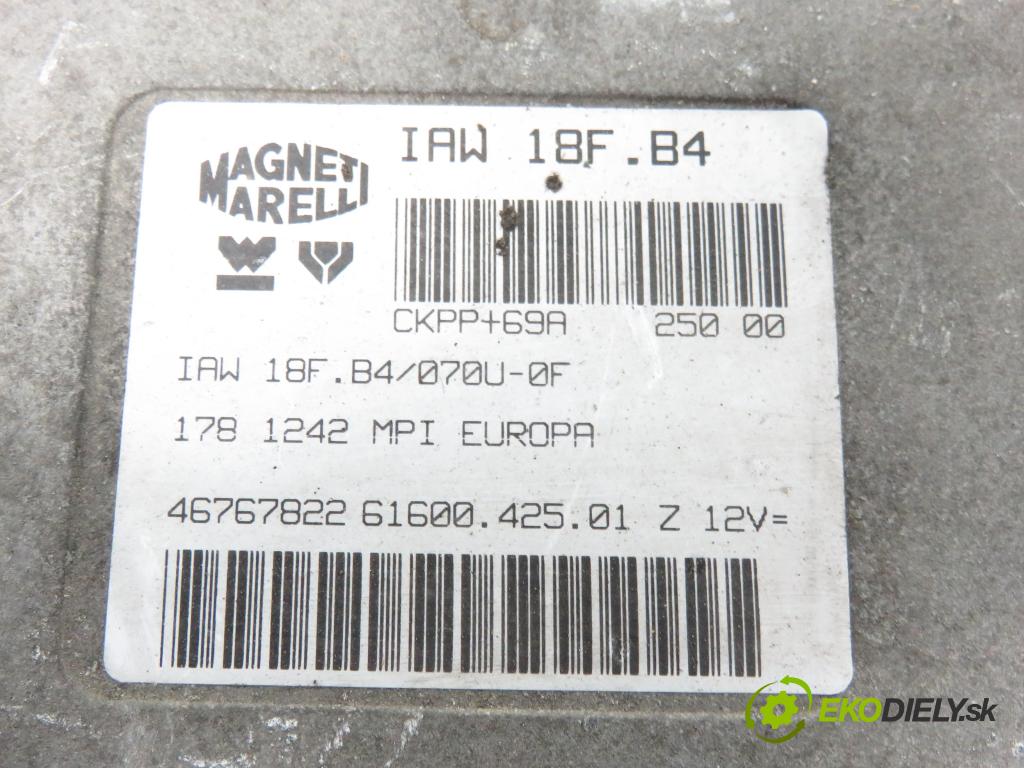 MAGNETI
MARELLI
IAW 18F.B4
CKPP+69A 250 00
IAW 18F.B4/070U-0F
178 1242 MPI EUROPA
46767822 61600.425.01 Z 12V=
EKODIELY.sk